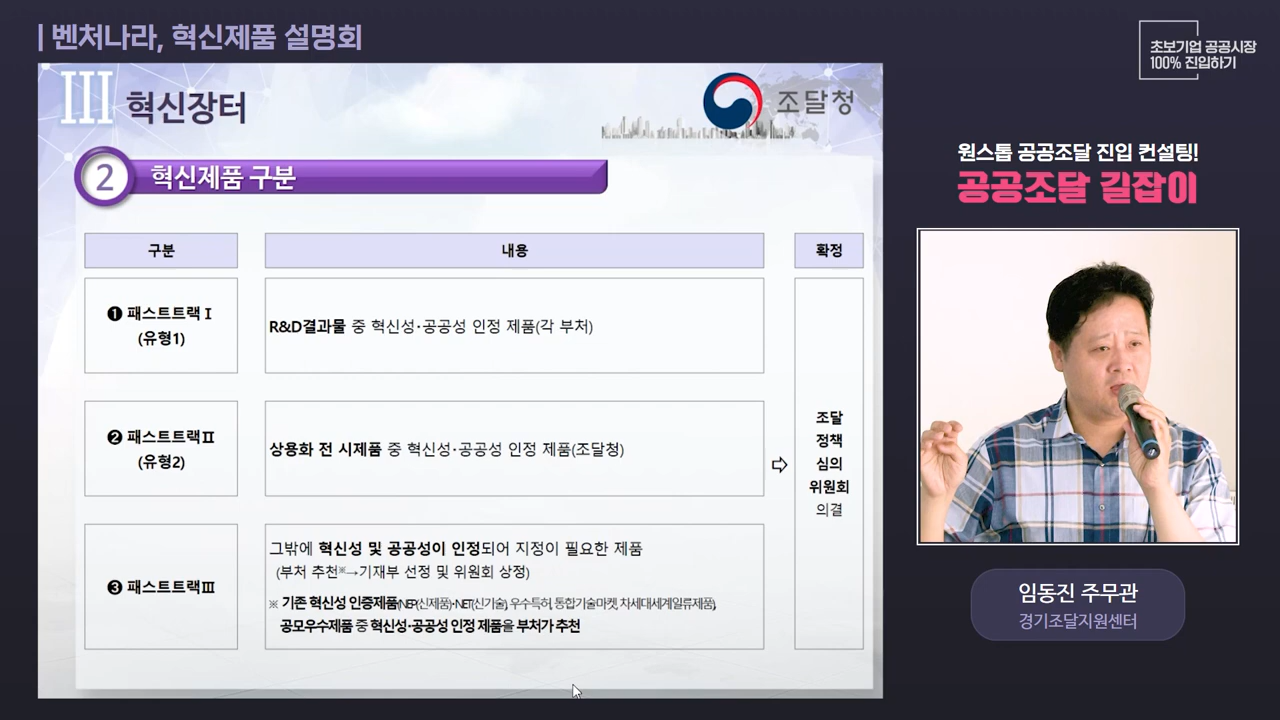 | 벤처나라, 혁신제품 설명회
초보기업 공공시장
100% 진입하기
III 혁신장터
조달청
2 혁신제품 구분
구분
내용
확정
❶ 패스트트랙 I
(유형1)
R&D결과물 중 혁신성·공공성 인정 제품(각 부처)
❷ 패스트트랙Ⅱ
(유형2)
상용화 전 시제품 중 혁신성·공공성 인정 제품(조달청)
❸ 패스트트랙Ⅲ
그밖에 혁신성 및 공공성이 인정되어 지정이 필요한 제품
(부처 추천※→기재부 선정 및 위원회 상정)
※ 기존 혁신성 인증제품(NEP(신제품)·NET(신기술), 우수특허, 통합기술마켓, 차세대세계일류제품),
공모우수제품 중 혁신성·공공성 인정 제품을 부처가 추천
⇨
조달
정책
심의
위원회
의결
원스톱 공공조달 진입 컨설팅!
공공조달 길잡이
임동진 주무관
경기조달지원센터